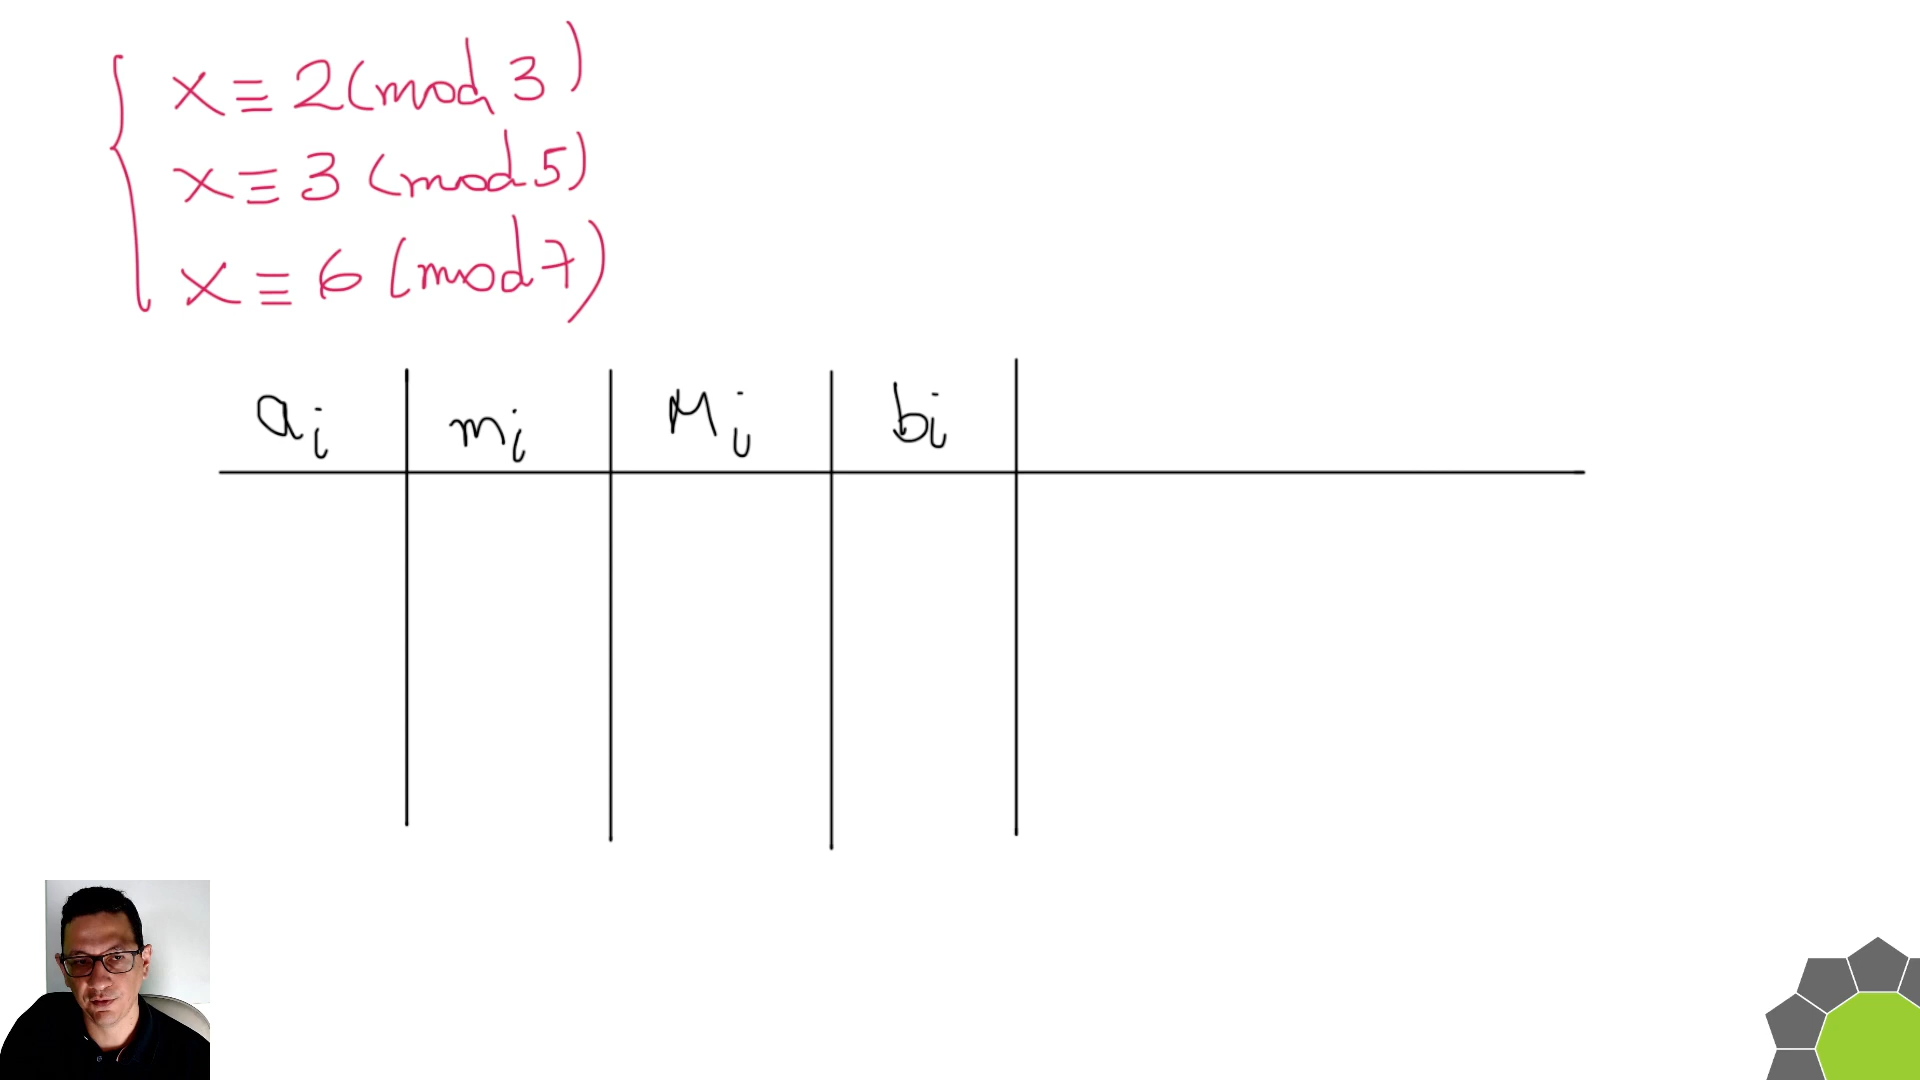 x ≡ 2 (mod 3)
x ≡ 3 (mod 5)
x ≡ 6 (mod 7)
ai mi Mi bi